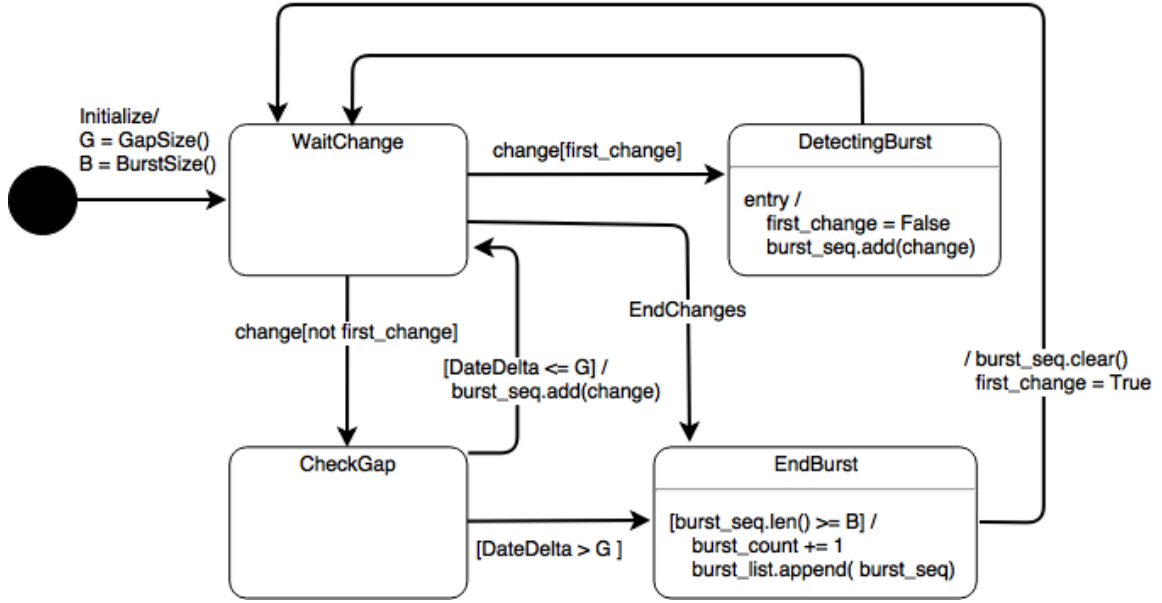 Initialize/
G = GapSize()
B = BurstSize()
WaitChange
change[first_change]
DetectingBurst
entry /
first_change = False
burst_seq.add(change)
EndChanges
change[not first_change]
[DateDelta <= G] /
burst_seq.add(change)
/ burst_seq.clear()
first_change = True
CheckGap
[DateDelta > G ]
EndBurst
[burst_seq.len() >= B] /
burst_count += 1
burst_list.append( burst_seq)